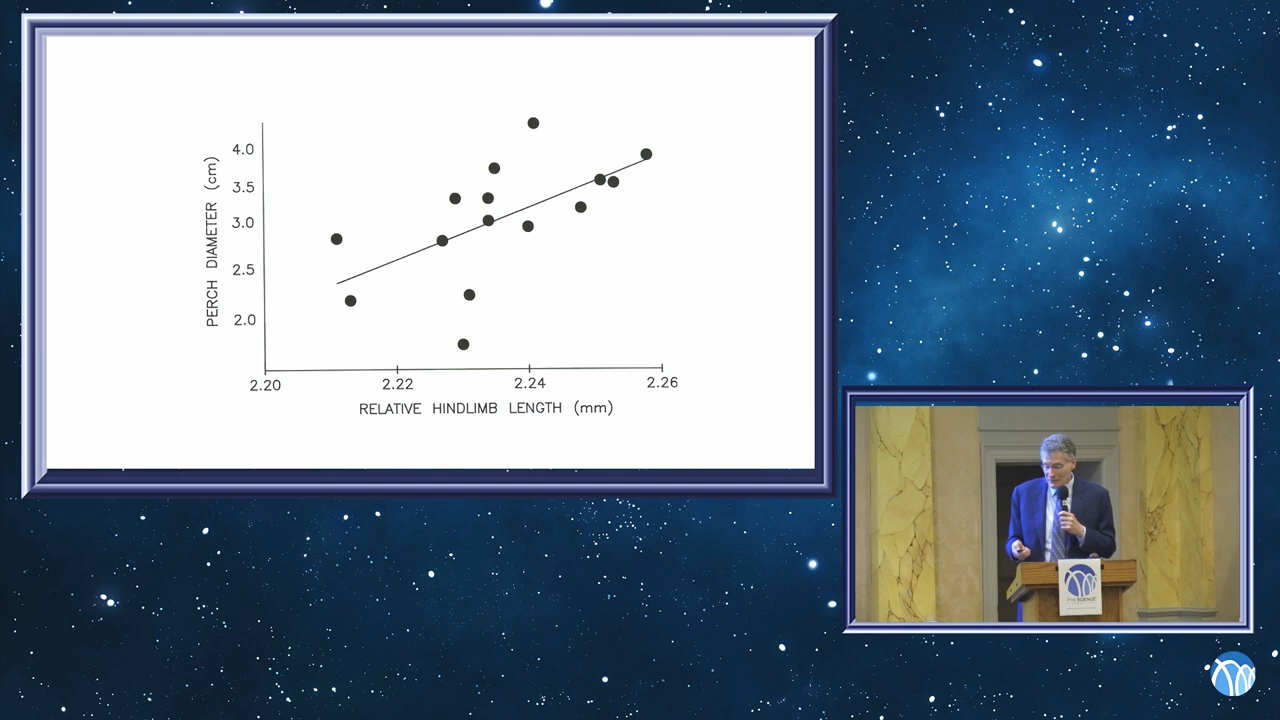 4.0
3.5
3.0
2.5
2.0
PERCH DIAMETER (cm)
2.20 2.22 2.24 2.26
RELATIVE HINDLIMB LENGTH (mm)